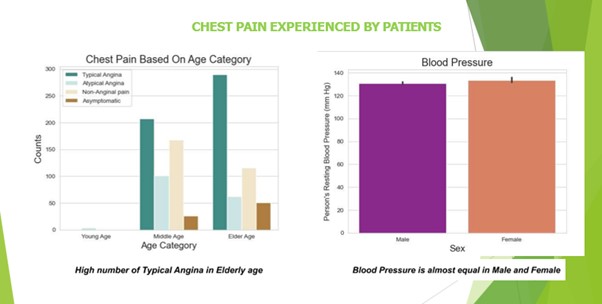 CHEST PAIN EXPERIENCED BY PATIENTS
Chest Pain Based On Age Category
Typical Angina
Atypical Angina
Non-Anginal pain
Asymptomatic
Counts
300
250
200
150
100
50
0
Young Age
Middle Age
Elder Age
Age Category
High number of Typical Angina in Elderly age
Blood Pressure
Person's Resting Blood Pressure (mm Hg)
140
120
100
80
60
40
20
0
Male
Female
Sex
Blood Pressure is almost equal in Male and Female